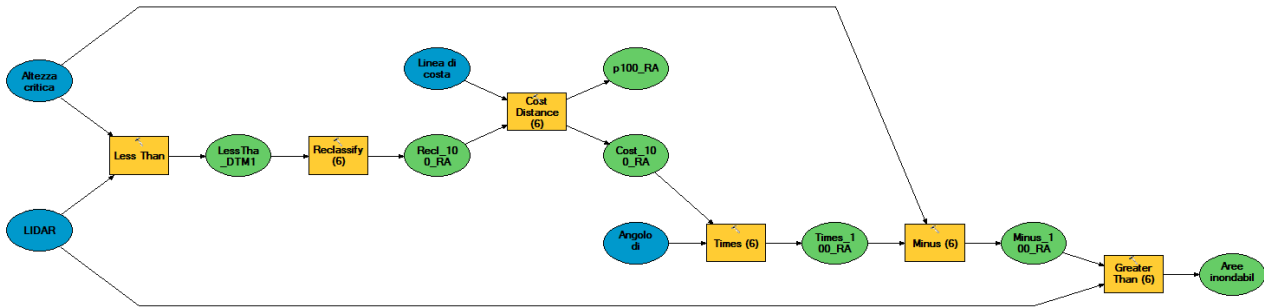 Altezza
critica
LIDAR
Less Than
LessTha
_DTM1
Reclassify
(6)
Linea di
costa
Recl_10
0_RA
Cost
Distance
(6)
p100_RA
Cost_10
0_RA
Angolo
di
Times (6)
Times_1
00_RA
Minus (6)
Minus_1
00_RA
Greater
Than (6)
Aree
inondabil